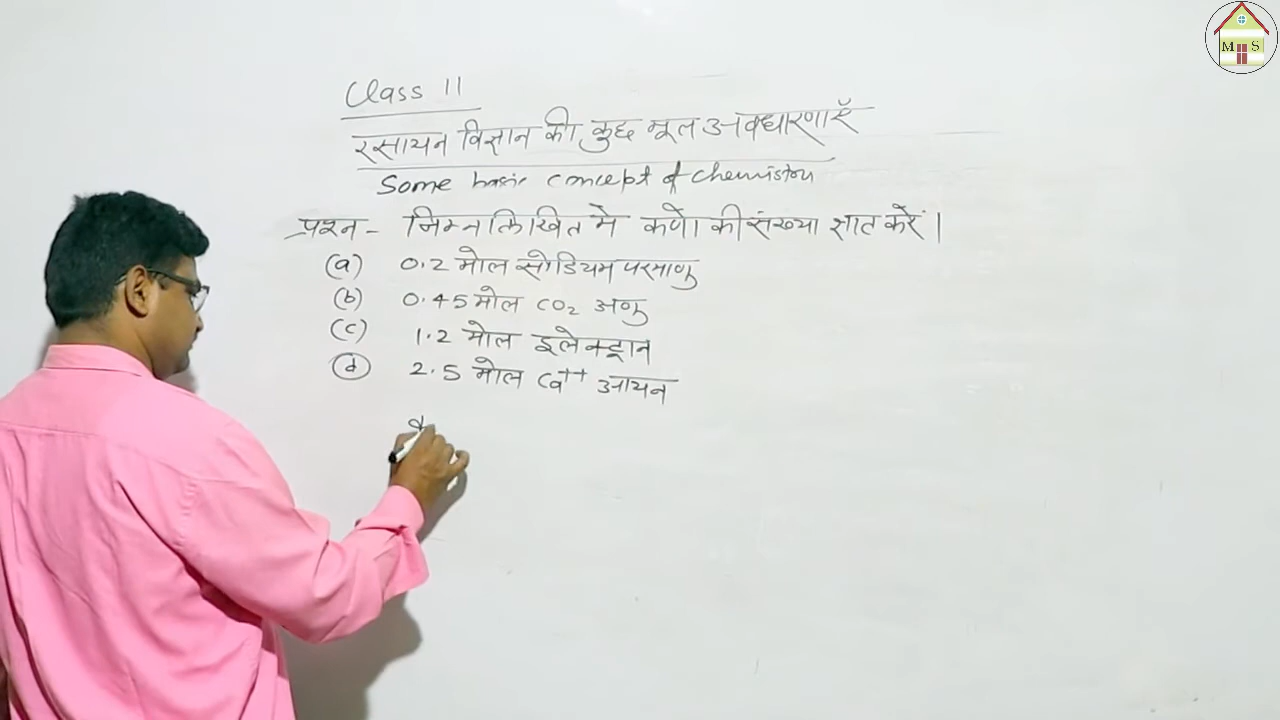 M S
Class 11
रसायन विज्ञान की कुछ मूल अवधारणाएँ
Some basic concept of chemistry
प्रश्न - निम्नलिखित में कणों की संख्या ज्ञात करें।
(a) 0.2 मोल सोडियम परमाणु
(b) 0.45 मोल CO₂ अणु
(c) 1.2 मोल इलेक्ट्रान
(d) 2.5 मोल Ca⁺⁺ आयन